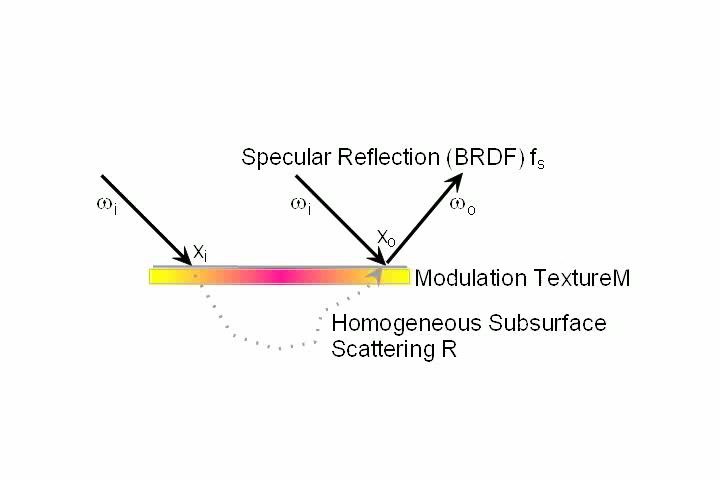 Specular Reflection (BRDF) fs
ωi
ωi
ωo
xi
xo
Modulation TextureM
Homogeneous Subsurface
Scattering R